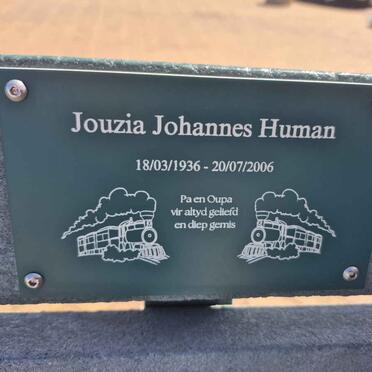 Jouzia Johannes Human
18/03/1936 - 20/07/2006
Pa en Oupa
vir altyd geliefd
en diep gemis